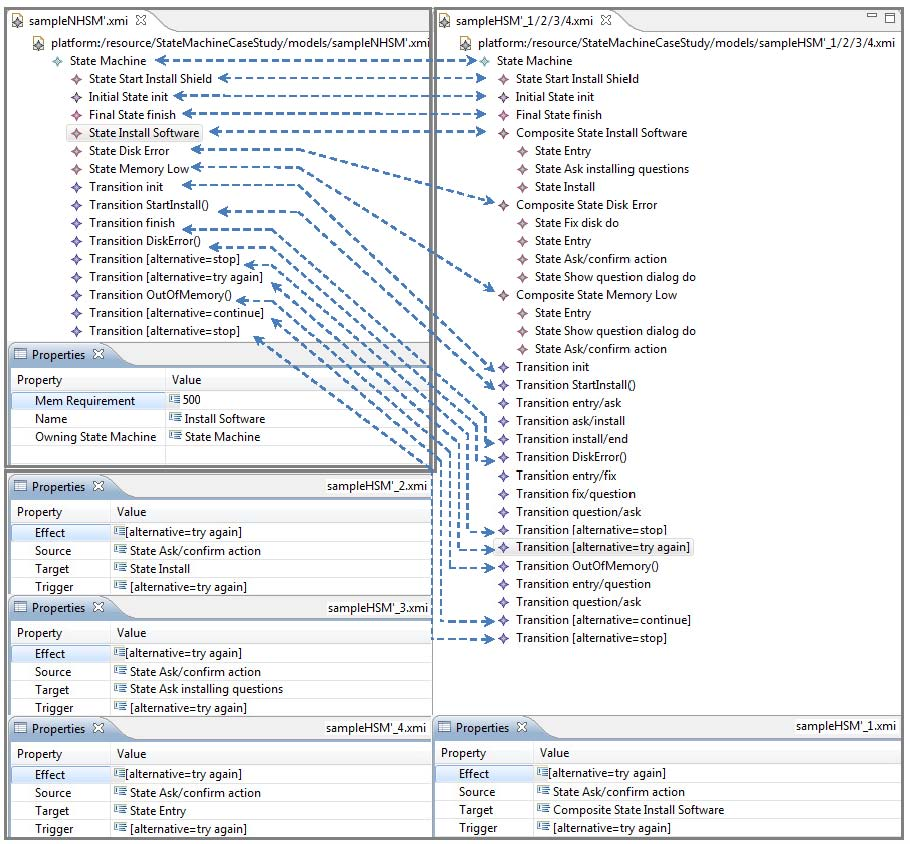 sampleNHSM'.xmi
platform:/resource/StateMachineCaseStudy/models/sampleNHSM'.xmi
State Machine
State Start Install Shield
Initial State init
Final State finish
State Install Software
State Disk Error
State Memory Low
Transition init
Transition StartInstall()
Transition finish
Transition DiskError()
Transition [alternative=stop]
Transition [alternative=try again]
Transition OutOfMemory()
Transition [alternative=continue]
Transition [alternative=stop]
Properties
Property Value
Mem Requirement 500
Name Install Software
Owning State Machine State Machine
sampleHSM'_1/2/3/4.xmi
platform:/resource/StateMachineCaseStudy/models/sampleHSM'_1/2/3/4.xmi
State Machine
State Start Install Shield
Initial State init
Final State finish
Composite State Install Software
State Entry
State Ask installing questions
State Install
Composite State Disk Error
State Fix disk do
State Entry
State Ask/confirm action
State Show question dialog do
Composite State Memory Low
State Entry
State Show question dialog do
State Ask/confirm action
Transition init
Transition StartInstall()
Transition entry/ask
Transition ask/install
Transition install/end
Transition DiskError()
Transition entry/fix
Transition fix/question
Transition question/ask
Transition [alternative=stop]
Transition [alternative=try again]
Transition OutOfMemory()
Transition entry/question
Transition question/ask
Transition [alternative=continue]
Transition [alternative=stop]
Properties sampleHSM'_2.xmi
Property Value
Effect [alternative=try again]
Source State Ask/confirm action
Target State Install
Trigger [alternative=try again]
Properties sampleHSM'_3.xmi
Property Value
Effect [alternative=try again]
Source State Ask/confirm action
Target State Ask installing questions
Trigger [alternative=try again]
Properties sampleHSM'_4.xmi
Property Value
Effect [alternative=try again]
Source State Ask/confirm action
Target State Entry
Trigger [alternative=try again]
Properties sampleHSM'_1.xmi
Property Value
Effect [alternative=try again]
Source State Ask/confirm action
Target Composite State Install Software
Trigger [alternative=try again]